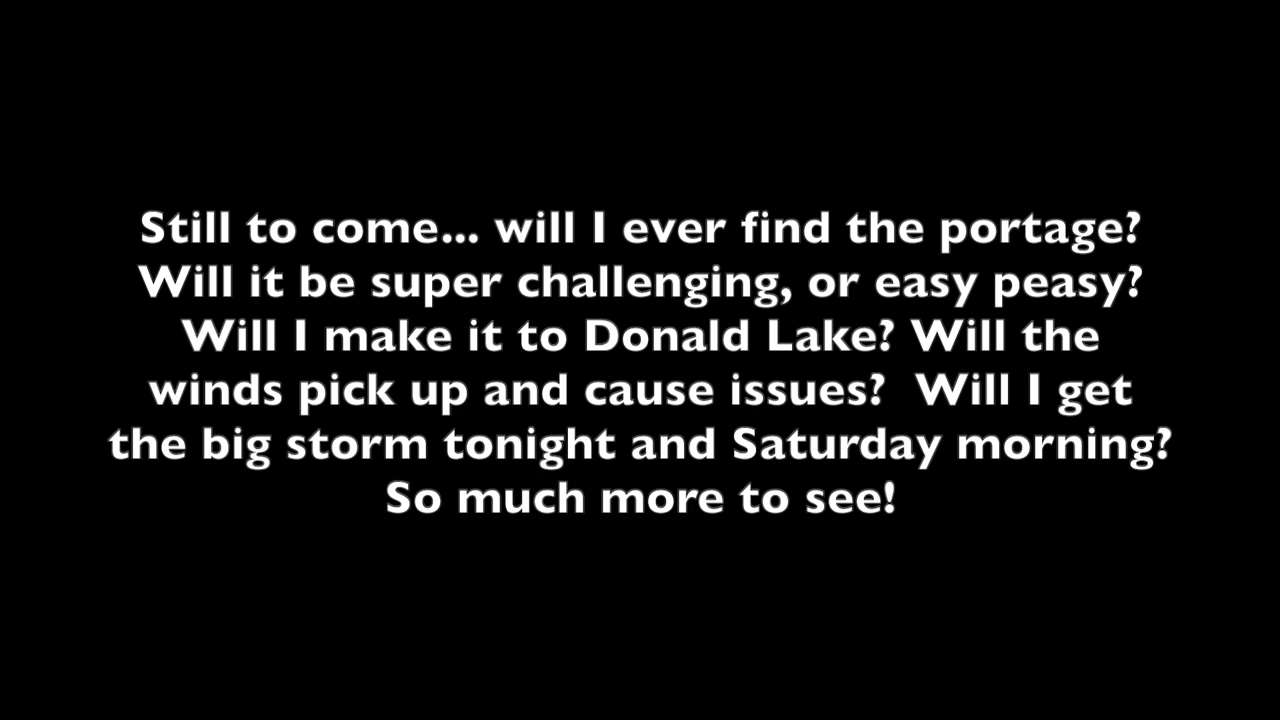 Still to come... will I ever find the portage?
Will it be super challenging, or easy peasy?
Will I make it to Donald Lake? Will the
winds pick up and cause issues?  Will I get
the big storm tonight and Saturday morning?
So much more to see!